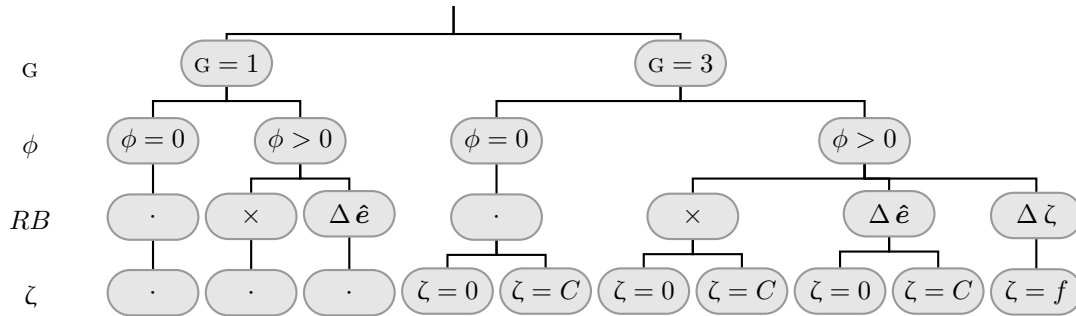 G G = 1 G = 3
ϕ ϕ = 0 ϕ > 0 ϕ = 0 ϕ > 0
RB · × Δ ê · × Δ ê Δ ζ
ζ · · · ζ = 0 ζ = C ζ = 0 ζ = C ζ = 0 ζ = C ζ = f